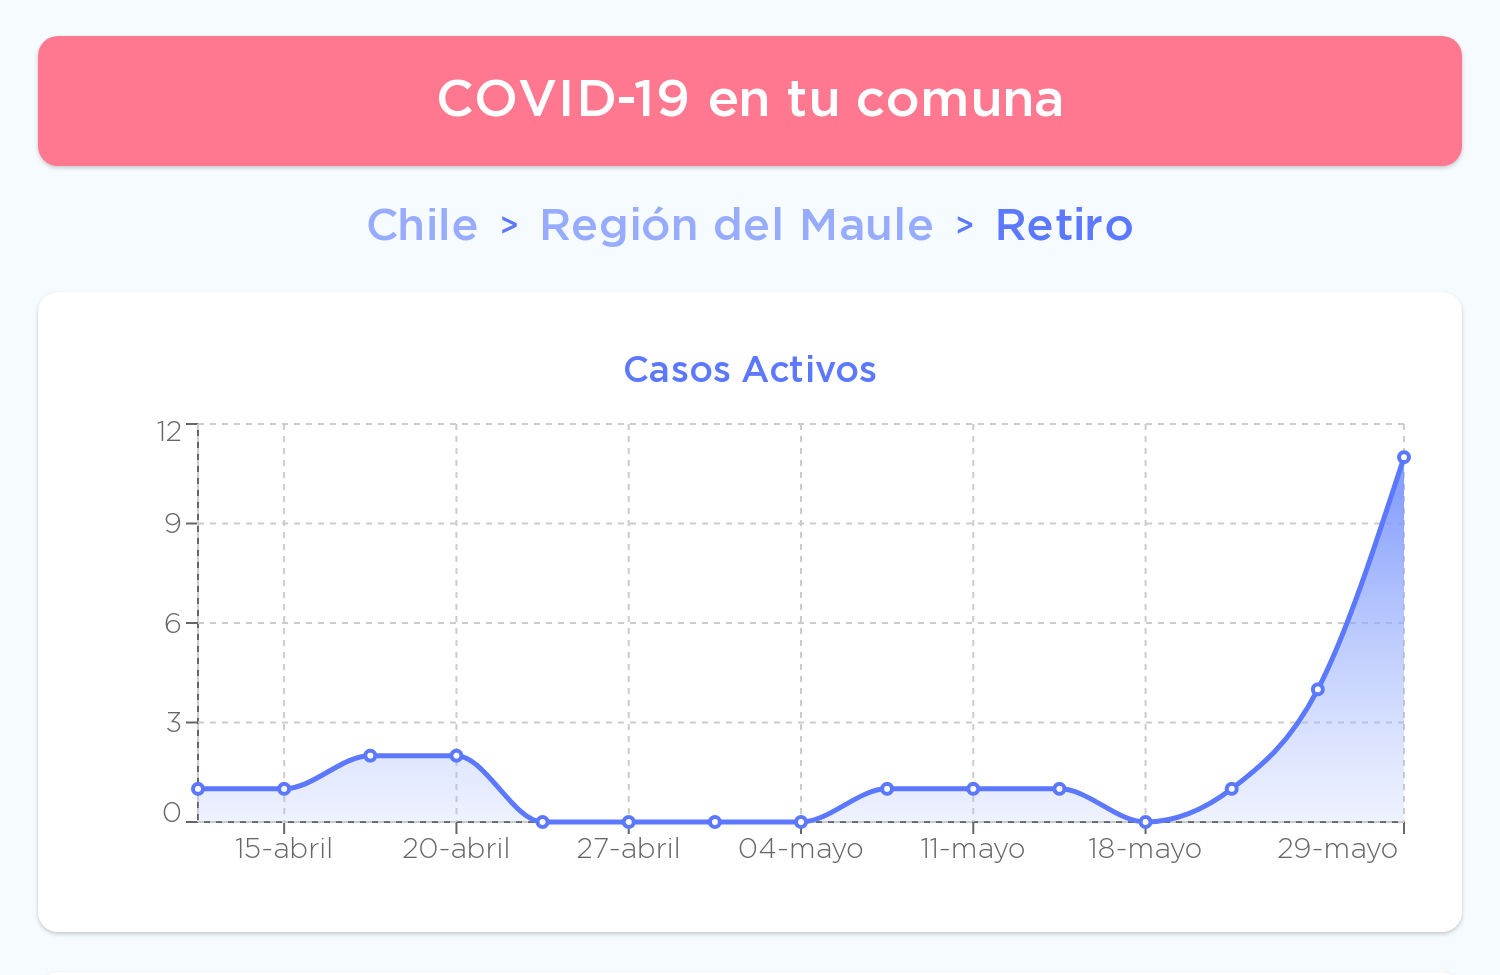 COVID-19 en tu comuna
Chile > Región del Maule > Retiro
Casos Activos
12
9
6
3
0
15-abril 20-abril 27-abril 04-mayo 11-mayo 18-mayo 29-mayo